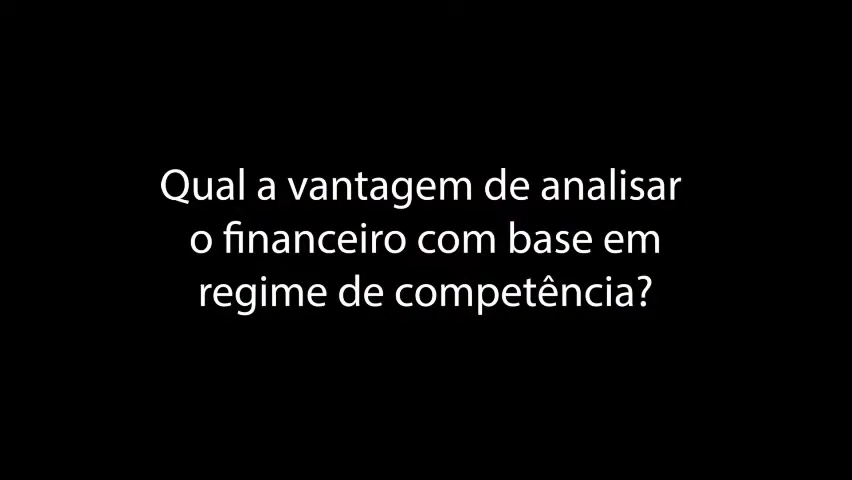 Qual a vantagem de analisar
o financeiro com base em
regime de competência?